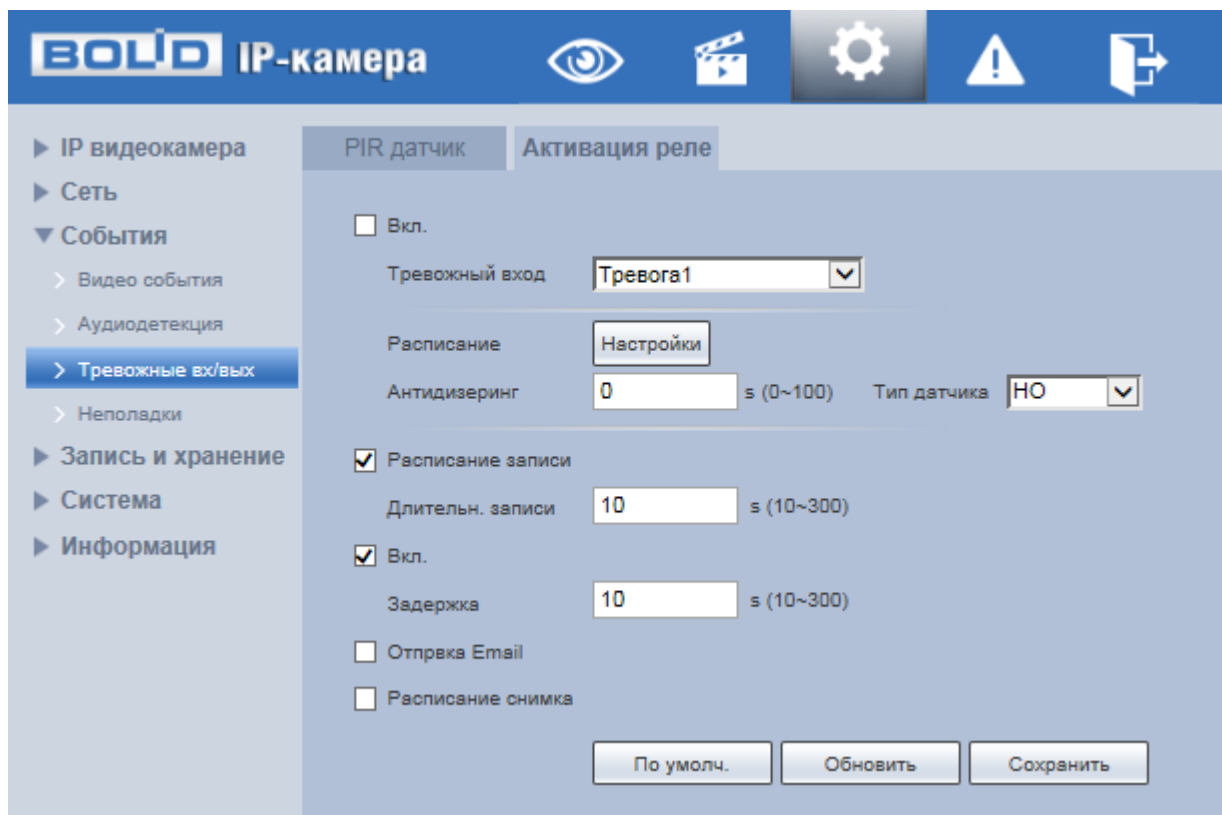 BOLID IP-камера
IP видеокамера
Сеть
События
Видео события
Аудиодетекция
Тревожные вх/вых
Неполадки
Запись и хранение
Система
Информация
PIR датчик Активация реле
Вкл.
Тревожный вход Тревога1
Расписание Настройки
Антидизеринг 0 s (0~100) Тип датчика НО
Расписание записи
Длительн. записи 10 s (10~300)
Вкл.
Задержка 10 s (10~300)
Отпрвка Email
Расписание снимка
По умолч. Обновить Сохранить